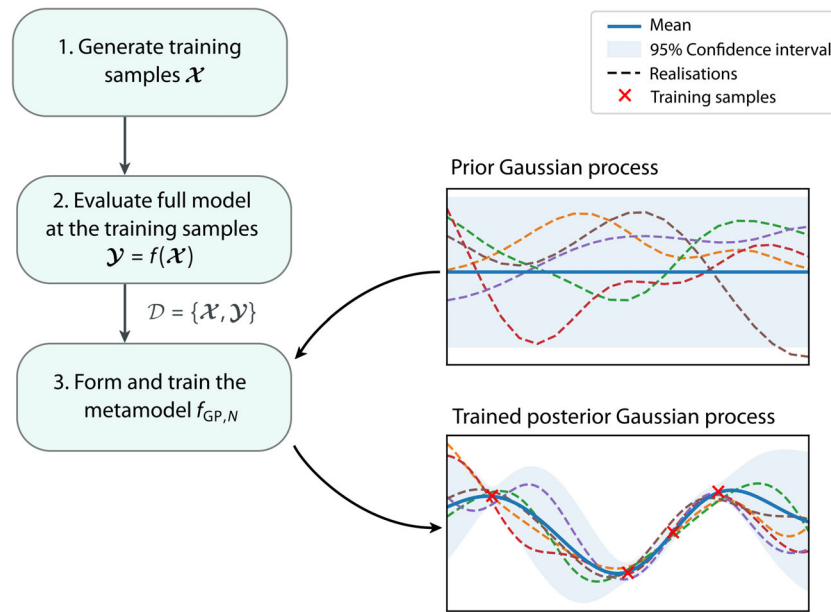 1. Generate training
samples 𝓧
2. Evaluate full model
at the training samples
𝓨 = f(𝓧)
𝒟 = {𝓧, 𝓨}
3. Form and train the
metamodel f_GP,N
Mean
95% Confidence interval
Realisations
Training samples
Prior Gaussian process
Trained posterior Gaussian process